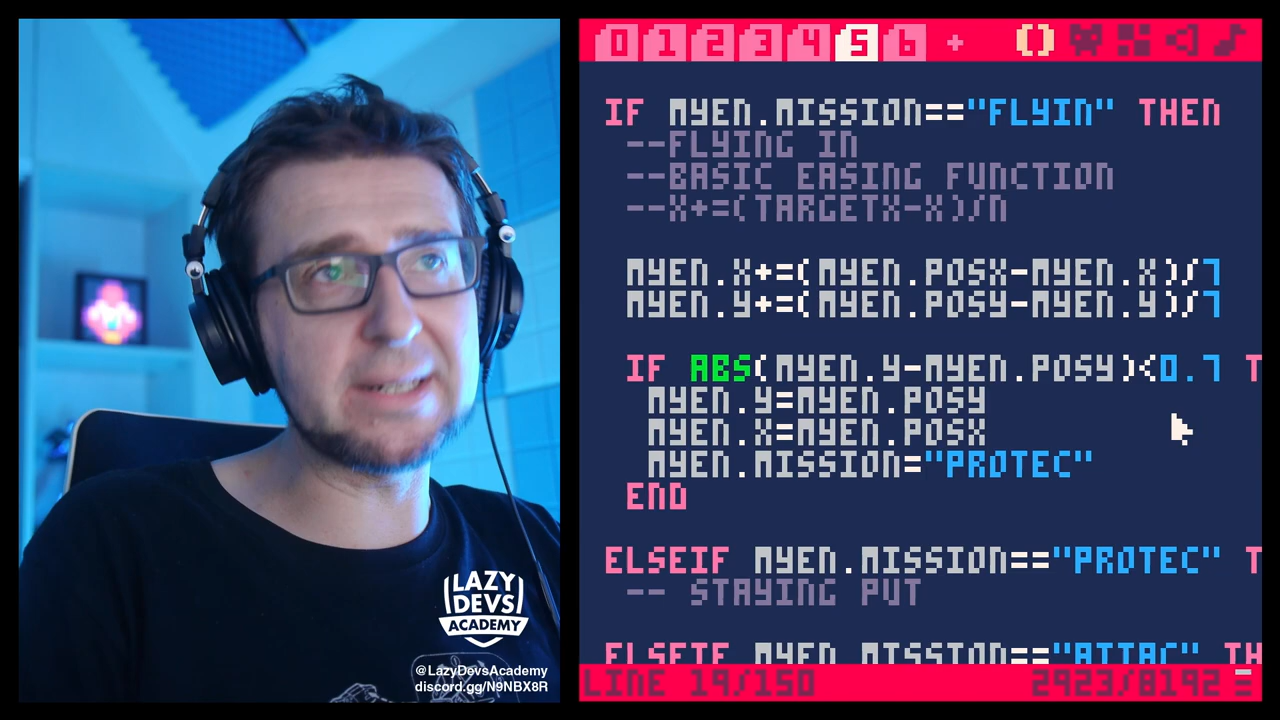 LAZY
DEVS
ACADEMY
@LazyDevsAcademy
discord.gg/N9NBX8R
0 1 2 3 4 5 6 +
IF MYEN.MISSION=="FLYIN" THEN
--FLYING IN
--BASIC EASING FUNCTION
--X+=(TARGETX-X)/N
MYEN.X+=(MYEN.POSX-MYEN.X)/7
MYEN.Y+=(MYEN.POSY-MYEN.Y)/7
IF ABS(MYEN.Y-MYEN.POSY)<0.7 T
MYEN.Y=MYEN.POSY
MYEN.X=MYEN.POSX
MYEN.MISSION="PROTEC"
END
ELSEIF MYEN.MISSION=="PROTEC" T
-- STAYING PUT
ELSEIF MYEN.MISSION=="ATTAC" TH
LINE 19/150
2923/8192